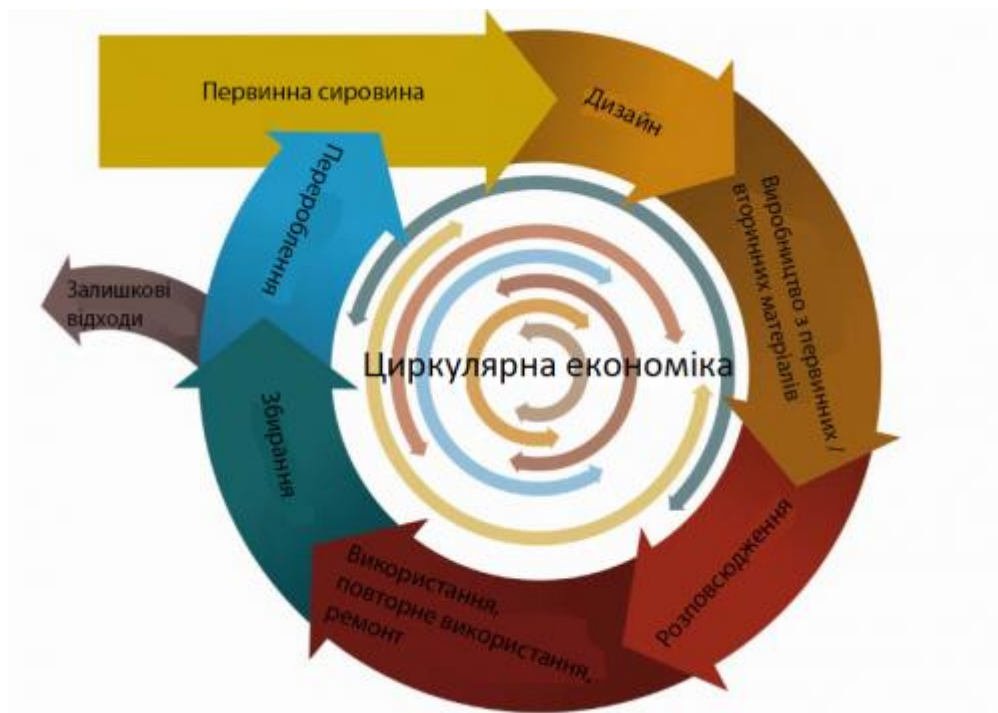 Первинна сировина
Дизайн
Виробництво з первинних /
вторинних матеріалів
Розповсюдження
Використання,
повторне використання,
ремонт
Збирання
Перероблення
Залишкові
відходи
Циркулярна економіка